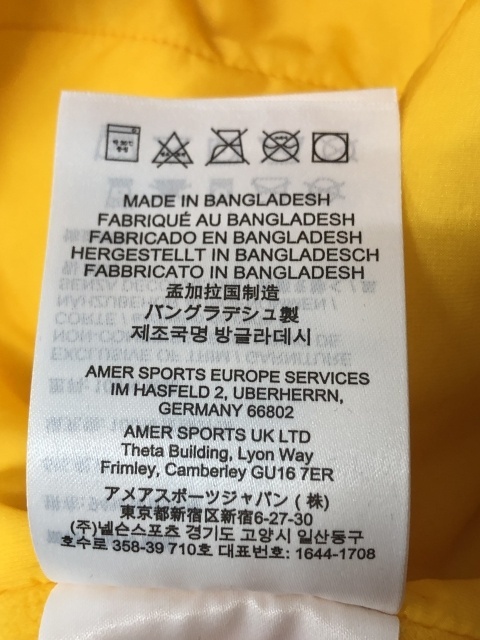 MADE IN BANGLADESH
FABRIQUÉ AU BANGLADESH
FABRICADO EN BANGLADESH
HERGESTELLT IN BANGLADESCH
FABBRICATO IN BANGLADESH
孟加拉国制造
バングラデシュ製
제조국명 방글라데시
AMER SPORTS EUROPE SERVICES
IM HASFELD 2, UBERHERRN,
GERMANY 66802
AMER SPORTS UK LTD
Theta Building, Lyon Way
Frimley, Camberley GU16 7ER
アメアスポーツジャパン (株)
東京都新宿区新宿6-27-30
(주)넬슨스포츠 경기도 고양시 일산동구
호수로 358-39 710호 대표번호: 1644-1708